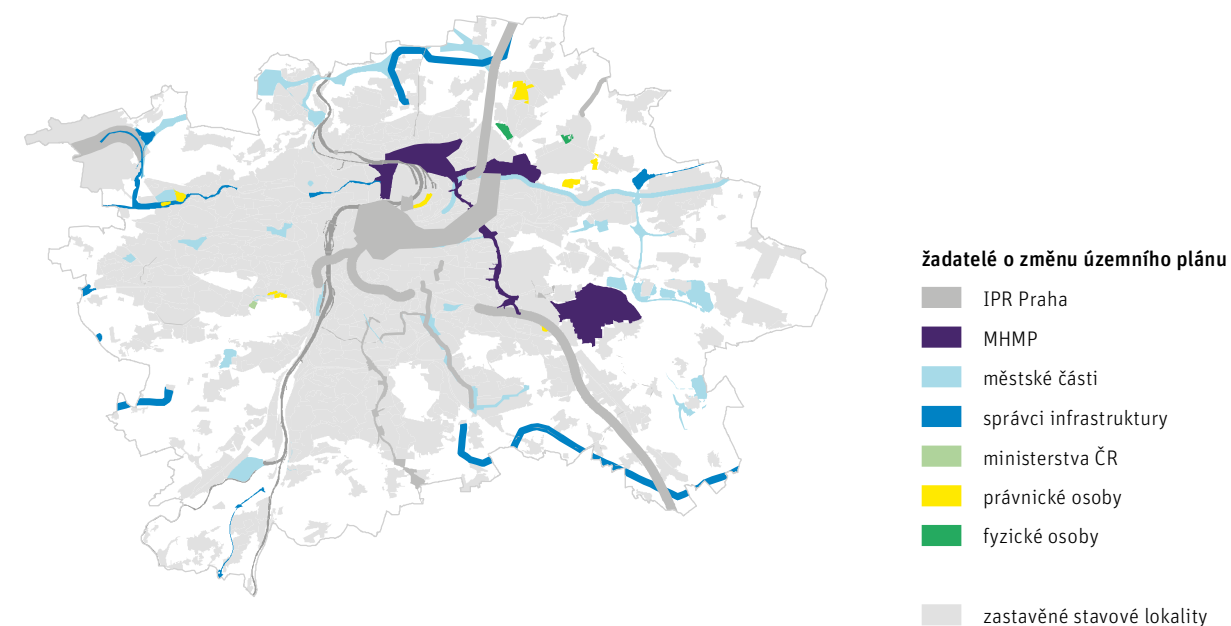 žadatelé o změnu územního plánu
IPR Praha
MHMP
městské části
správci infrastruktury
ministerstva ČR
právnické osoby
fyzické osoby
zastavěné stavové lokality